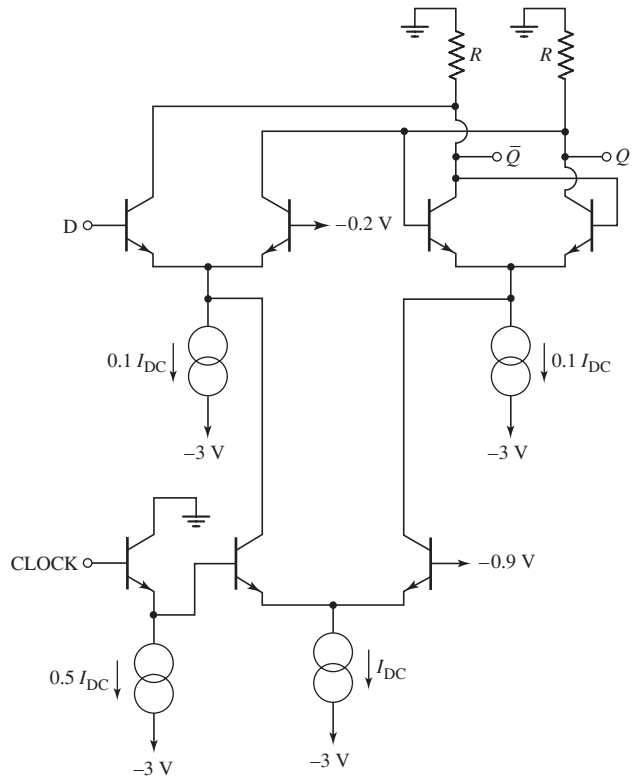 R
R
Q̄
Q
D
−0.2 V
0.1 I_DC
0.1 I_DC
−3 V
−3 V
CLOCK
−0.9 V
0.5 I_DC
I_DC
−3 V
−3 V